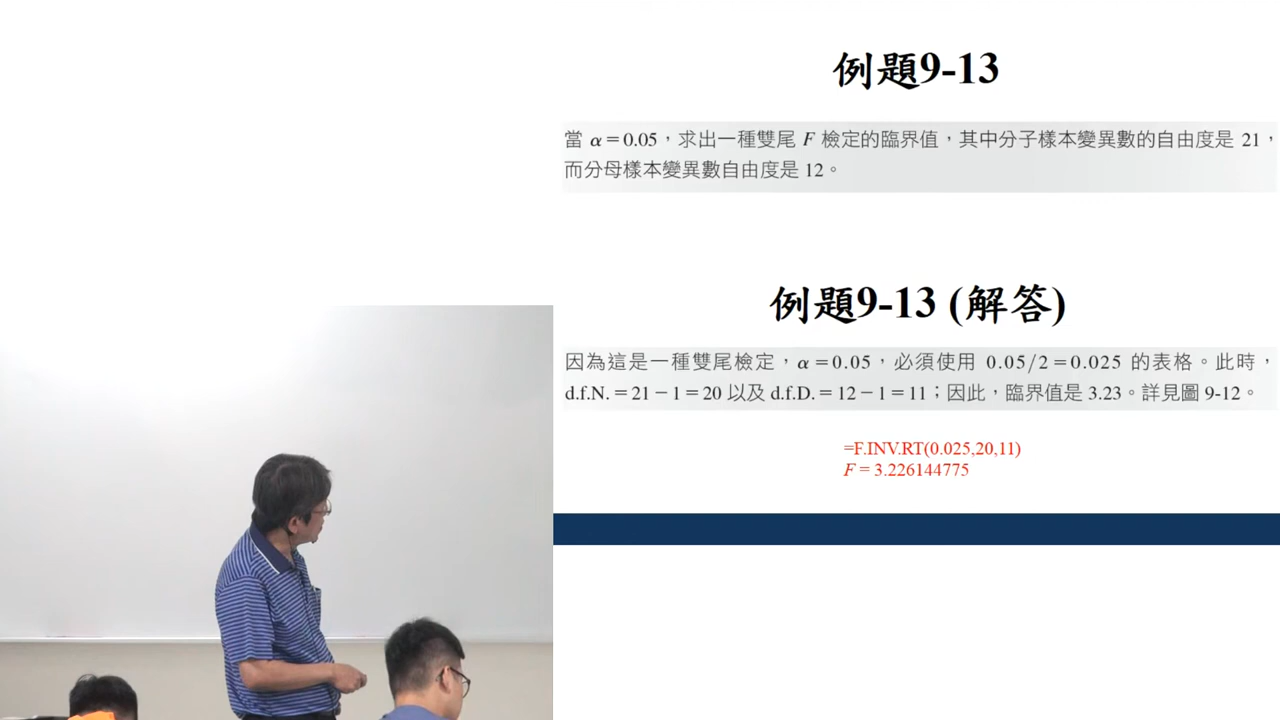 例題9-13
當 α=0.05，求出一種雙尾 F 檢定的臨界值，其中分子樣本變異數的自由度是 21，
而分母樣本變異數自由度是 12。
例題9-13 (解答)
因為這是一種雙尾檢定，α=0.05，必須使用 0.05/2=0.025 的表格。此時，
d.f.N. = 21 − 1 = 20 以及 d.f.D. = 12 − 1 = 11；因此，臨界值是 3.23。詳見圖 9-12。
=F.INV.RT(0.025,20,11)
F = 3.226144775